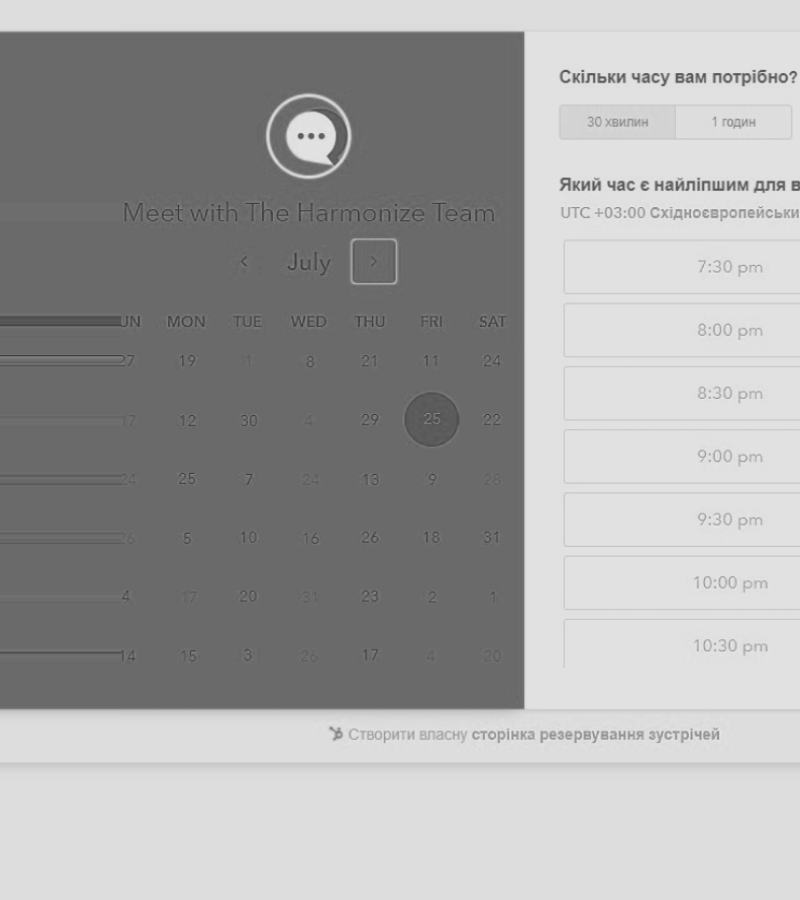 Meet with The Harmonize Team
July
UN MON TUE WED THU FRI SAT
27 19 1 8 21 11 24
17 12 30 4 29 25 22
24 25 7 24 13 9 28
26 5 10 16 26 18 31
4 17 20 31 23 2 1
14 15 3 26 17 4 20
Скільки часу вам потрібно?
30 хвилин 1 годин
Який час є найліпшим для в
UTC +03:00 Східноєвропейськи
7:30 pm
8:00 pm
8:30 pm
9:00 pm
9:30 pm
10:00 pm
10:30 pm
Створити власну сторінка резервування зустрічей